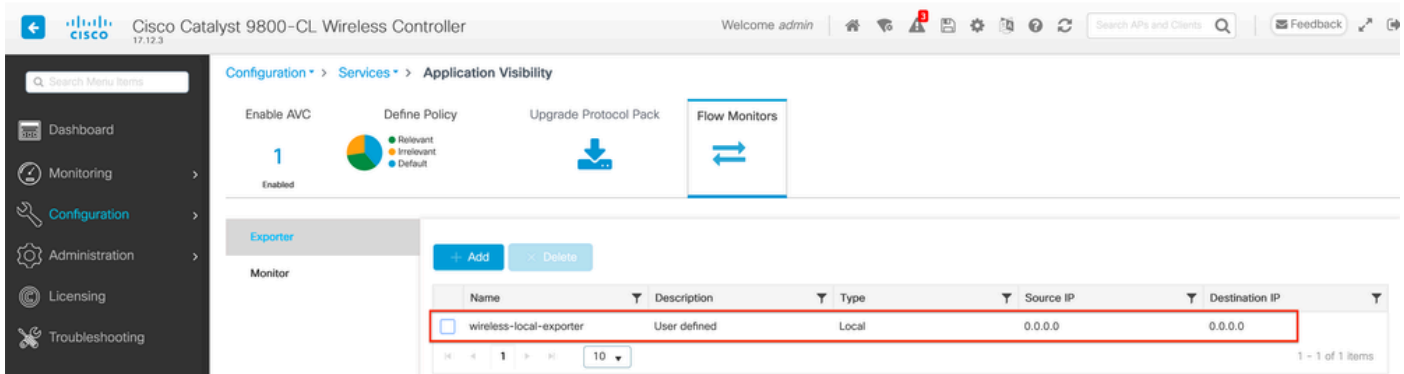 CISCO
Cisco Catalyst 9800-CL Wireless Controller
17.12.3
Welcome admin
3
Search APs and Clients
Feedback
Search Menu Items
Dashboard
Monitoring
Configuration
Administration
Licensing
Troubleshooting
Configuration > Services > Application Visibility
Enable AVC
1
Enabled
Define Policy
Relevant
Irrelevant
Default
Upgrade Protocol Pack
Flow Monitors
Exporter
Monitor
+ Add
× Delete
Name Description Type Source IP Destination IP
wireless-local-exporter User defined Local 0.0.0.0 0.0.0.0
1 10 1 - 1 of 1 items